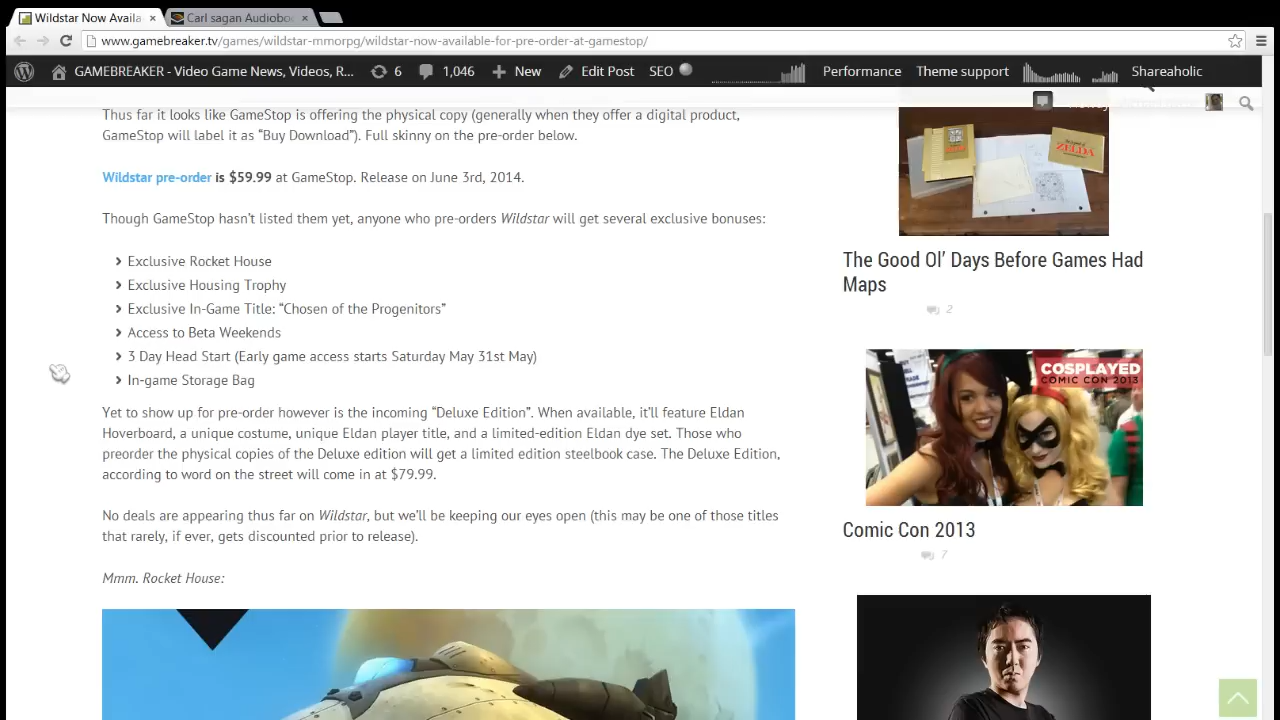 Wildstar Now Availa
Carl sagan Audioboo
www.gamebreaker.tv/games/wildstar-mmorpg/wildstar-now-available-for-pre-order-at-gamestop/
GAMEBREAKER - Video Game News, Videos, R... 6 1,046 New Edit Post SEO Performance Theme support Shareaholic
Thus far it looks like GameStop is offering the physical copy (generally when they offer a digital product,
GameStop will label it as “Buy Download”). Full skinny on the pre-order below.
Wildstar pre-order is $59.99 at GameStop. Release on June 3rd, 2014.
Though GameStop hasn’t listed them yet, anyone who pre-orders Wildstar will get several exclusive bonuses:
Exclusive Rocket House
Exclusive Housing Trophy
Exclusive In-Game Title: “Chosen of the Progenitors”
Access to Beta Weekends
3 Day Head Start (Early game access starts Saturday May 31st May)
In-game Storage Bag
Yet to show up for pre-order however is the incoming “Deluxe Edition”. When available, it’ll feature Eldan
Hoverboard, a unique costume, unique Eldan player title, and a limited-edition Eldan dye set. Those who
preorder the physical copies of the Deluxe edition will get a limited edition steelbook case. The Deluxe Edition,
according to word on the street will come in at $79.99.
No deals are appearing thus far on Wildstar, but we’ll be keeping our eyes open (this may be one of those titles
that rarely, if ever, gets discounted prior to release).
Mmm. Rocket House:
ZELDA
The Good Ol’ Days Before Games Had
Maps
2
COSPLAYED
COMIC CON 2013
Comic Con 2013
7